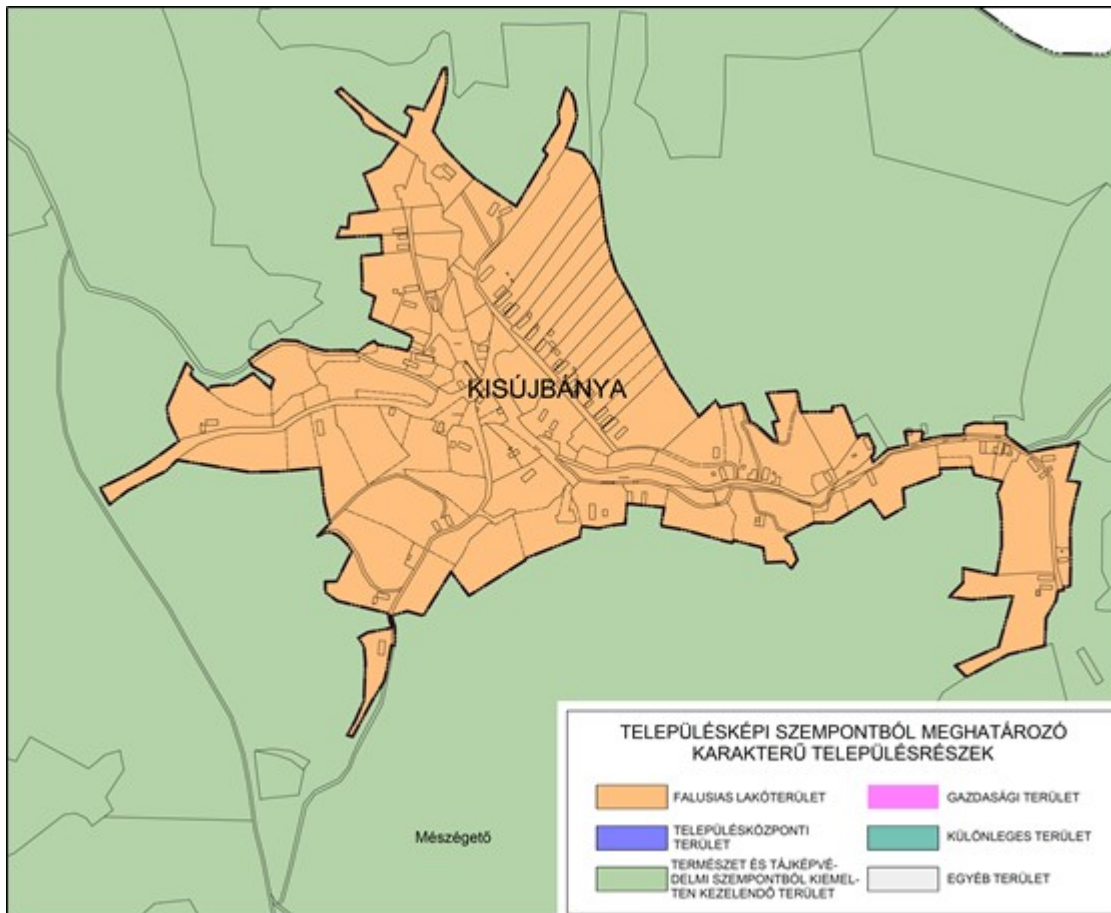 KISÚJBÁNYA
Mészégető
TELEPÜLÉSKÉPI SZEMPONTBÓL MEGHATÁROZÓ
KARAKTERŰ TELEPÜLÉSRÉSZEK
FALUSIAS LAKÓTERÜLET
TELEPÜLÉSKÖZPONTI
TERÜLET
TERMÉSZET ÉS TÁJKÉPVÉ-
DELMI SZEMPONTBÓL KIEMEL-
TEN KEZELENDŐ TERÜLET
GAZDASÁGI TERÜLET
KÜLÖNLEGES TERÜLET
EGYÉB TERÜLET